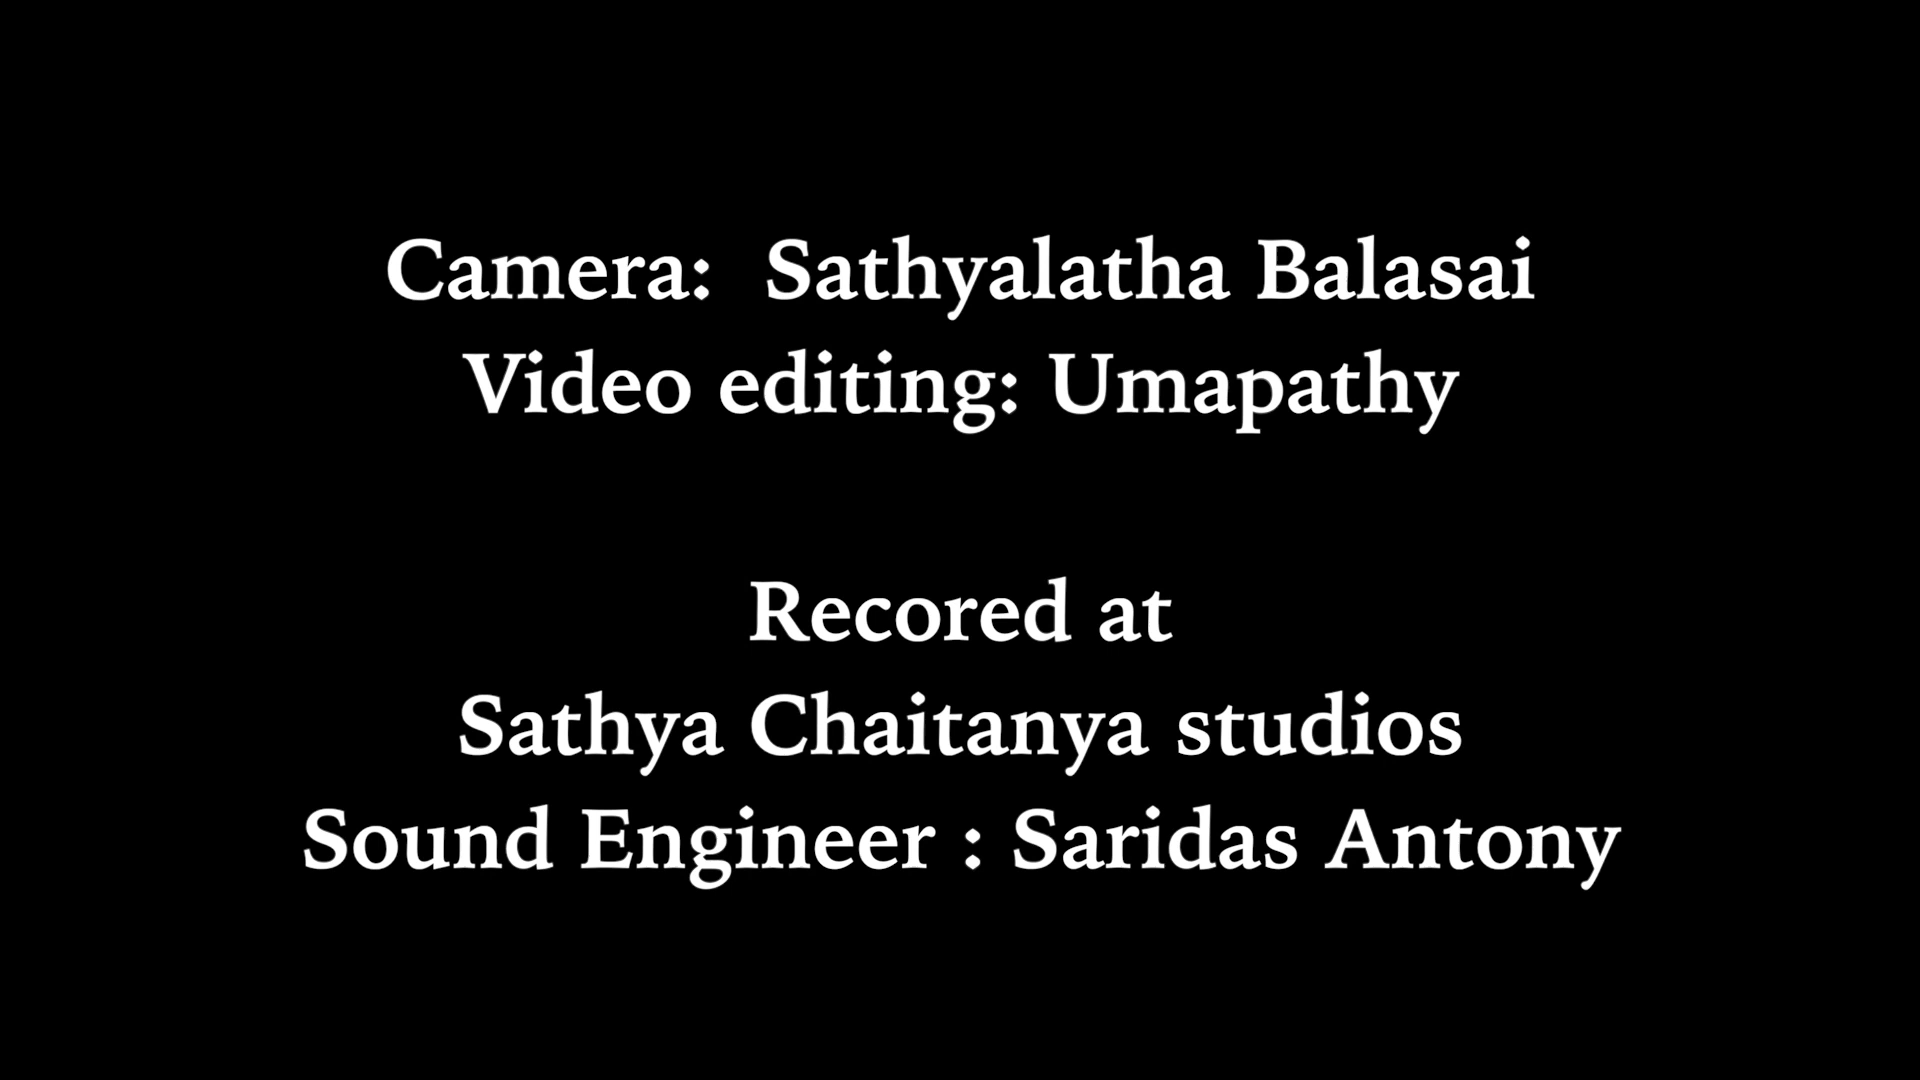 Camera:  Sathyalatha Balasai
Video editing: Umapathy
Recored at
Sathya Chaitanya studios
Sound Engineer : Saridas Antony